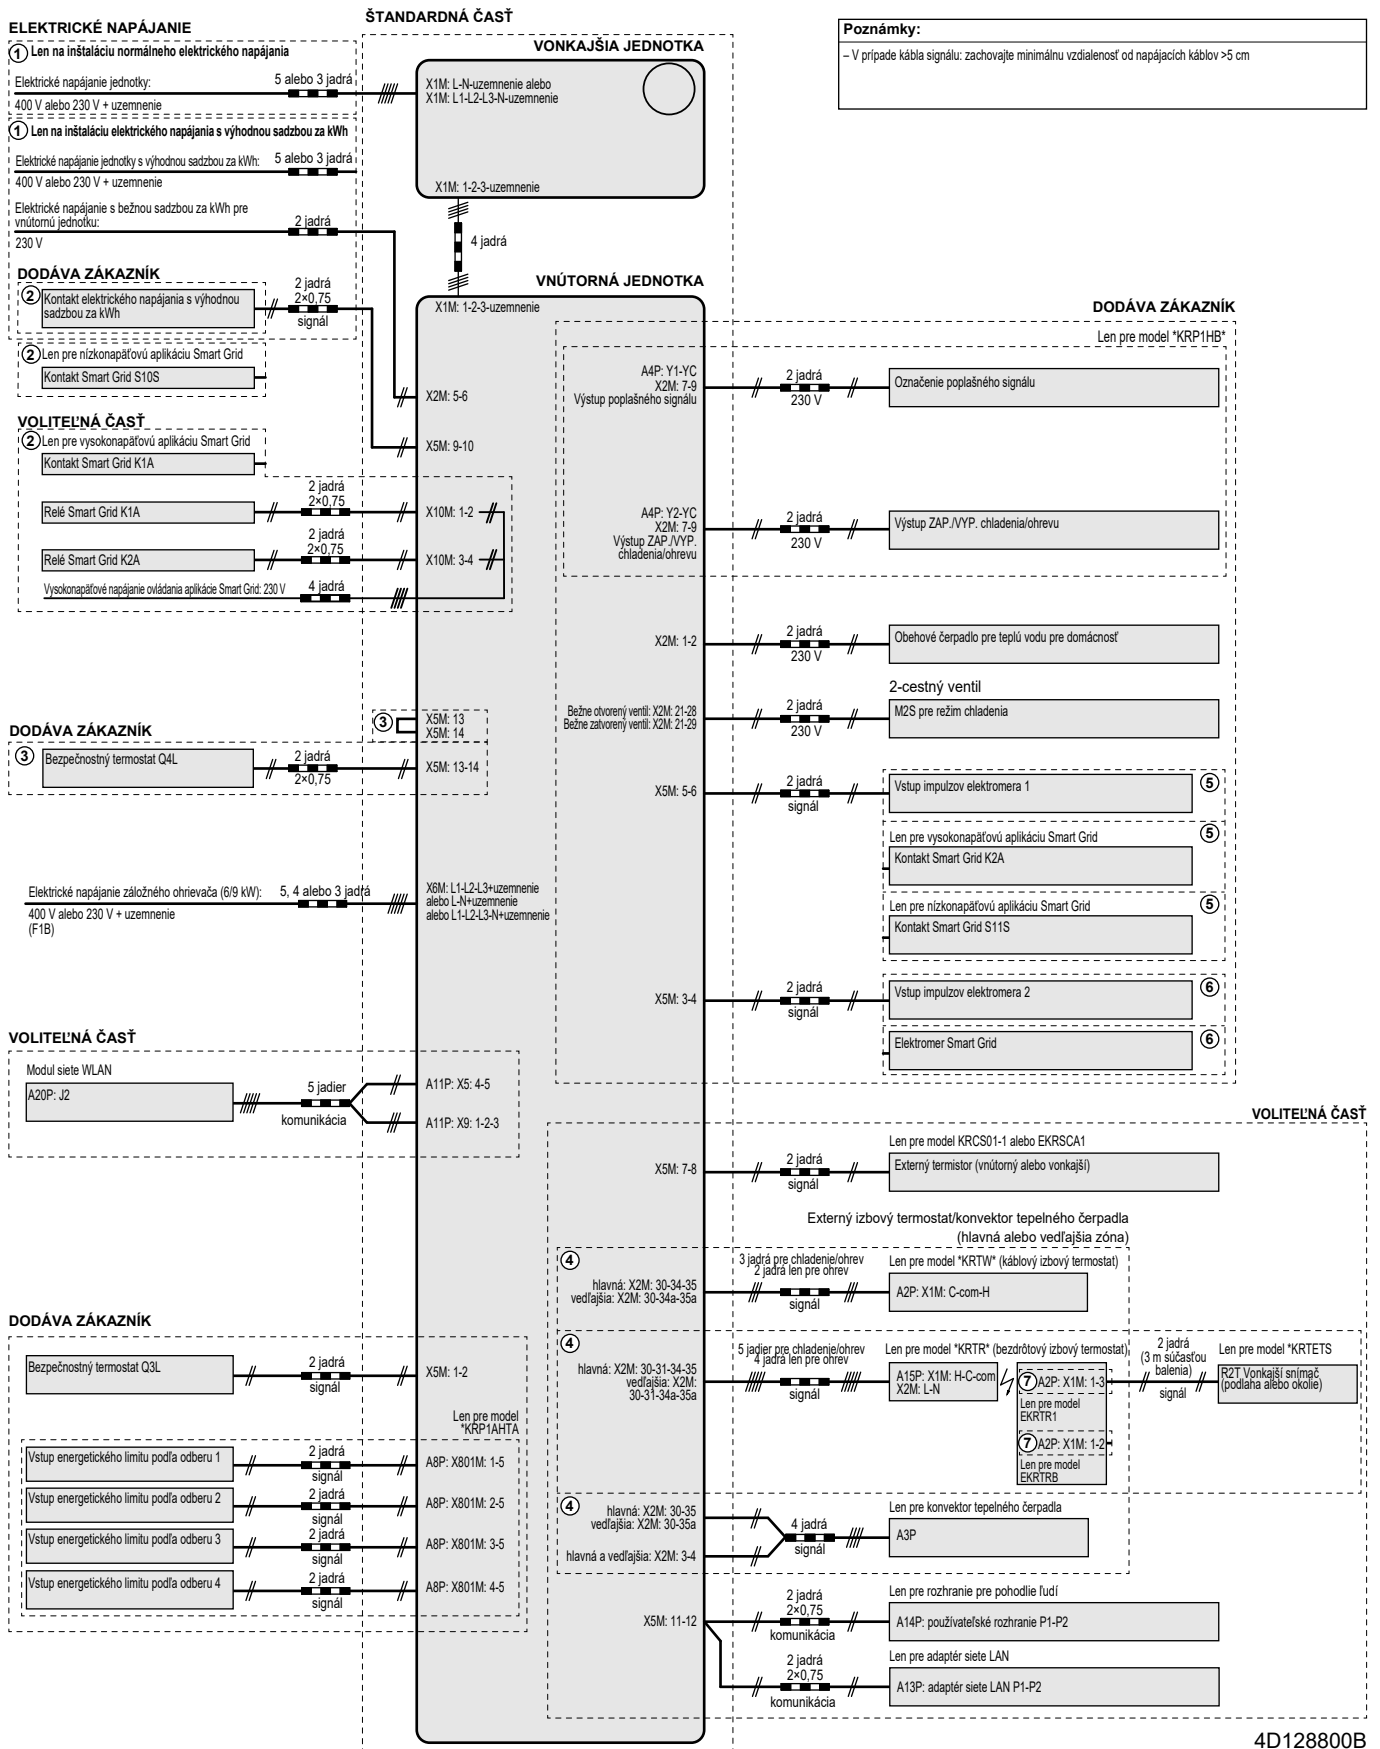 ELEKTRICKÉ NAPÁJANIE
1 Len na inštaláciu normálneho elektrického napájania
Elektrické napájanie jednotky:
5 alebo 3 jadrá
400 V alebo 230 V + uzemnenie
1 Len na inštaláciu elektrického napájania s výhodnou sadzbou za kWh
Elektrické napájanie jednotky s výhodnou sadzbou za kWh:
5 alebo 3 jadrá
400 V alebo 230 V + uzemnenie
Elektrické napájanie s bežnou sadzbou za kWh pre
vnútornú jednotku:
2 jadrá
230 V
DODÁVA ZÁKAZNÍK
2 Kontakt elektrického napájania s výhodnou
sadzbou za kWh
2 jadrá
2×0,75
signál
2 Len pre nízkonapäťovú aplikáciu Smart Grid
Kontakt Smart Grid S10S
VOLITEĽNÁ ČASŤ
2 Len pre vysokonapäťovú aplikáciu Smart Grid
Kontakt Smart Grid K1A
Relé Smart Grid K1A
2 jadrá
2×0,75
Relé Smart Grid K2A
2 jadrá
2×0,75
Vysokonapäťové napájanie ovládania aplikácie Smart Grid: 230 V
4 jadrá
DODÁVA ZÁKAZNÍK
3 Bezpečnostný termostat Q4L
2 jadrá
2×0,75
Elektrické napájanie záložného ohrievača (6/9 kW):
5, 4 alebo 3 jadrá
400 V alebo 230 V + uzemnenie
(F1B)
VOLITEĽNÁ ČASŤ
Modul siete WLAN
A20P: J2
5 jadier
komunikácia
DODÁVA ZÁKAZNÍK
Bezpečnostný termostat Q3L
2 jadrá
signál
Vstup energetického limitu podľa odberu 1
2 jadrá
signál
Vstup energetického limitu podľa odberu 2
2 jadrá
signál
Vstup energetického limitu podľa odberu 3
2 jadrá
signál
Vstup energetického limitu podľa odberu 4
2 jadrá
signál
ŠTANDARDNÁ ČASŤ
VONKAJŠIA JEDNOTKA
X1M: L-N-uzemnenie alebo
X1M: L1-L2-L3-N-uzemnenie
X1M: 1-2-3-uzemnenie
4 jadrá
VNÚTORNÁ JEDNOTKA
X1M: 1-2-3-uzemnenie
X2M: 5-6
X5M: 9-10
X10M: 1-2
X10M: 3-4
3
X5M: 13
X5M: 14
X5M: 13-14
X6M: L1-L2-L3+uzemnenie
alebo L-N+uzemnenie
alebo L1-L2-L3-N+uzemnenie
A11P: X5: 4-5
A11P: X9: 1-2-3
X5M: 1-2
Len pre model
*KRP1AHTA
A8P: X801M: 1-5
A8P: X801M: 2-5
A8P: X801M: 3-5
A8P: X801M: 4-5
Poznámky:
– V prípade kábla signálu: zachovajte minimálnu vzdialenosť od napájacích káblov >5 cm
DODÁVA ZÁKAZNÍK
Len pre model *KRP1HB*
A4P: Y1-YC
X2M: 7-9
Výstup poplašného signálu
2 jadrá
230 V
Označenie poplašného signálu
A4P: Y2-YC
X2M: 7-9
Výstup ZAP./VYP.
chladenia/ohrevu
2 jadrá
230 V
Výstup ZAP./VYP. chladenia/ohrevu
X2M: 1-2
2 jadrá
230 V
Obehové čerpadlo pre teplú vodu pre domácnosť
2-cestný ventil
Bežne otvorený ventil: X2M: 21-28
Bežne zatvorený ventil: X2M: 21-29
2 jadrá
230 V
M2S pre režim chladenia
X5M: 5-6
2 jadrá
signál
Vstup impulzov elektromera 1
5
Len pre vysokonapäťovú aplikáciu Smart Grid
5
Kontakt Smart Grid K2A
Len pre nízkonapäťovú aplikáciu Smart Grid
5
Kontakt Smart Grid S11S
X5M: 3-4
2 jadrá
signál
Vstup impulzov elektromera 2
6
Elektromer Smart Grid
6
VOLITEĽNÁ ČASŤ
Len pre model KRCS01-1 alebo EKRSCA1
X5M: 7-8
2 jadrá
signál
Externý termistor (vnútorný alebo vonkajší)
Externý izbový termostat/konvektor tepelného čerpadla
(hlavná alebo vedľajšia zóna)
4
hlavná: X2M: 30-34-35
vedľajšia: X2M: 30-34a-35a
3 jadrá pre chladenie/ohrev
2 jadrá len pre ohrev
signál
Len pre model *KRTW* (káblový izbový termostat)
A2P: X1M: C-com-H
4
hlavná: X2M: 30-31-34-35
vedľajšia: X2M:
30-31-34a-35a
5 jadier pre chladenie/ohrev
4 jadrá len pre ohrev
signál
Len pre model *KRTR* (bezdrôtový izbový termostat)
A15P: X1M: H-C-com
X2M: L-N
7 A2P: X1M: 1-3
Len pre model
EKRTR1
7 A2P: X1M: 1-2
Len pre model
EKRTRB
2 jadrá
(3 m súčasťou
balenia)
signál
Len pre model *KRTETS
R2T Vonkajší snímač
(podlaha alebo okolie)
4
hlavná: X2M: 30-35
vedľajšia: X2M: 30-35a
hlavná a vedľajšia: X2M: 3-4
4 jadrá
signál
Len pre konvektor tepelného čerpadla
A3P
X5M: 11-12
2 jadrá
2×0,75
komunikácia
Len pre rozhranie pre pohodlie ľudí
A14P: používateľské rozhranie P1-P2
2 jadrá
2×0,75
komunikácia
Len pre adaptér siete LAN
A13P: adaptér siete LAN P1-P2
4D128800B